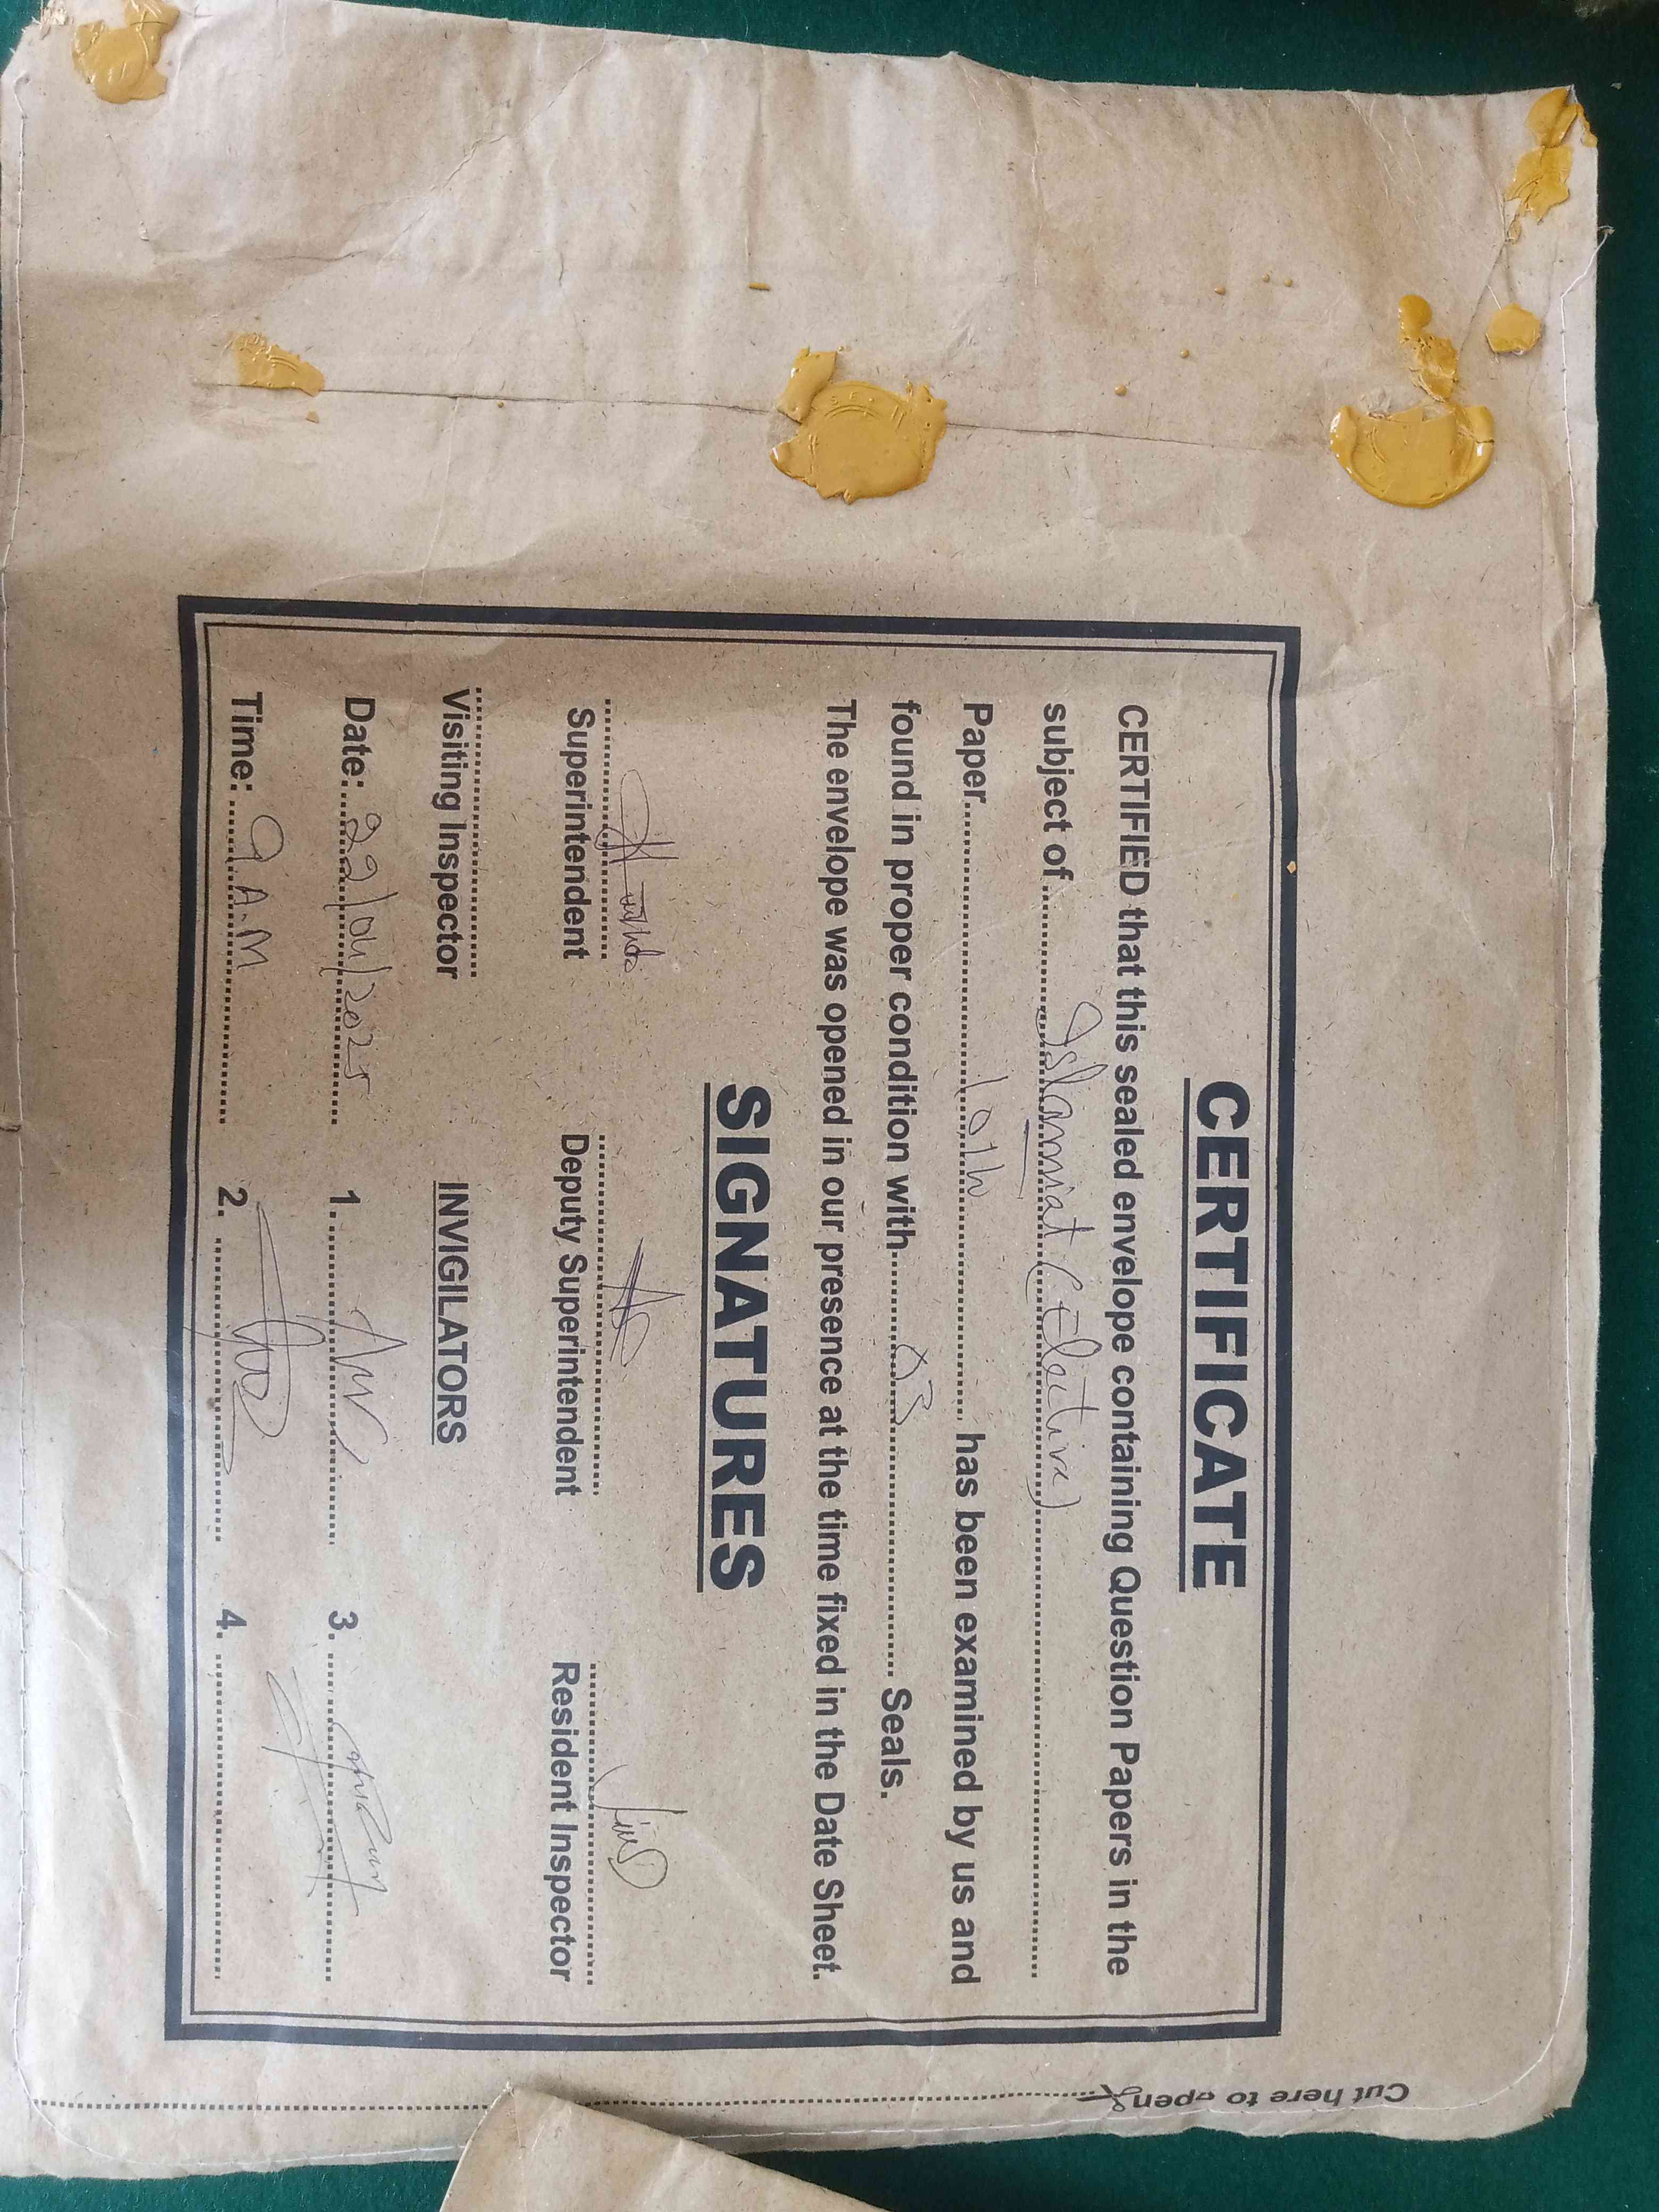 CERTIFICATE
CERTIFIED that this sealed envelope containing Question Papers in the
subject of ..........Islamiat (Elective)..........
Paper..........10th.......... has been examined by us and
found in proper condition with..........03.......... Seals.
The envelope was opened in our presence at the time fixed in the Date Sheet.
SIGNATURES
Superintendent Deputy Superintendent Resident Inspector
Visiting Inspector INVIGILATORS
Date:..........22/04/2025.......... 1. .......... 3. ..........
Time: ..........9 A.M.......... 2. .......... 4. ..........
Cut here to open